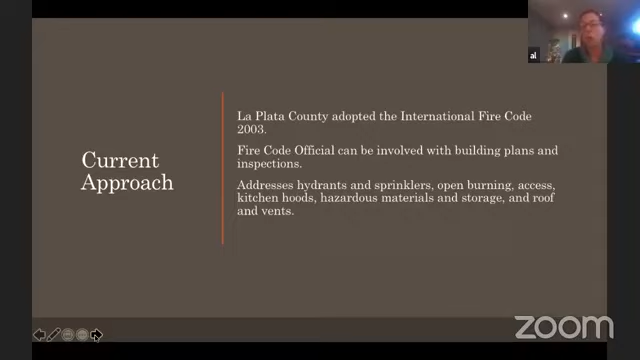 al
Current
Approach
La Plata County adopted the International Fire Code
2003.
Fire Code Official can be involved with building plans and
inspections.
Addresses hydrants and sprinklers, open burning, access,
kitchen hoods, hazardous materials and storage, and roof
and vents.
zoom